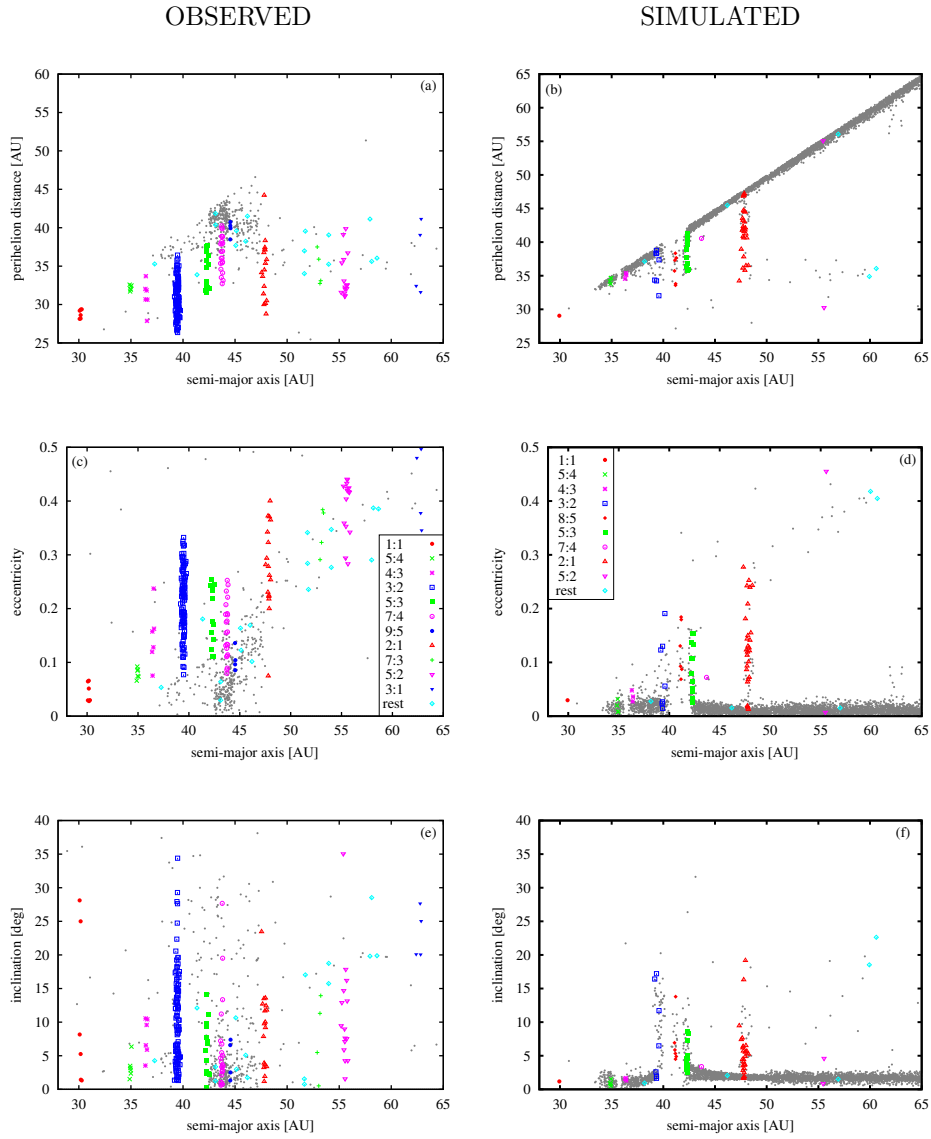 OBSERVED
SIMULATED
(a)
perihelion distance [AU]
60
55
50
45
40
35
30
25
30 35 40 45 50 55 60 65
semi-major axis [AU]
(b)
perihelion distance [AU]
65
60
55
50
45
40
35
30
25
30 35 40 45 50 55 60 65
semi-major axis [AU]
(c)
eccentricity
0.5
0.4
0.3
0.2
0.1
0
1:1
5:4
4:3
3:2
5:3
7:4
9:5
2:1
7:3
5:2
3:1
rest
30 35 40 45 50 55 60 65
semi-major axis [AU]
(d)
eccentricity
0.5
0.4
0.3
0.2
0.1
0
1:1
5:4
4:3
3:2
8:5
5:3
7:4
2:1
5:2
rest
30 35 40 45 50 55 60 65
semi-major axis [AU]
(e)
inclination [deg]
40
35
30
25
20
15
10
5
0
30 35 40 45 50 55 60 65
semi-major axis [AU]
(f)
inclination [deg]
40
35
30
25
20
15
10
5
0
30 35 40 45 50 55 60 65
semi-major axis [AU]